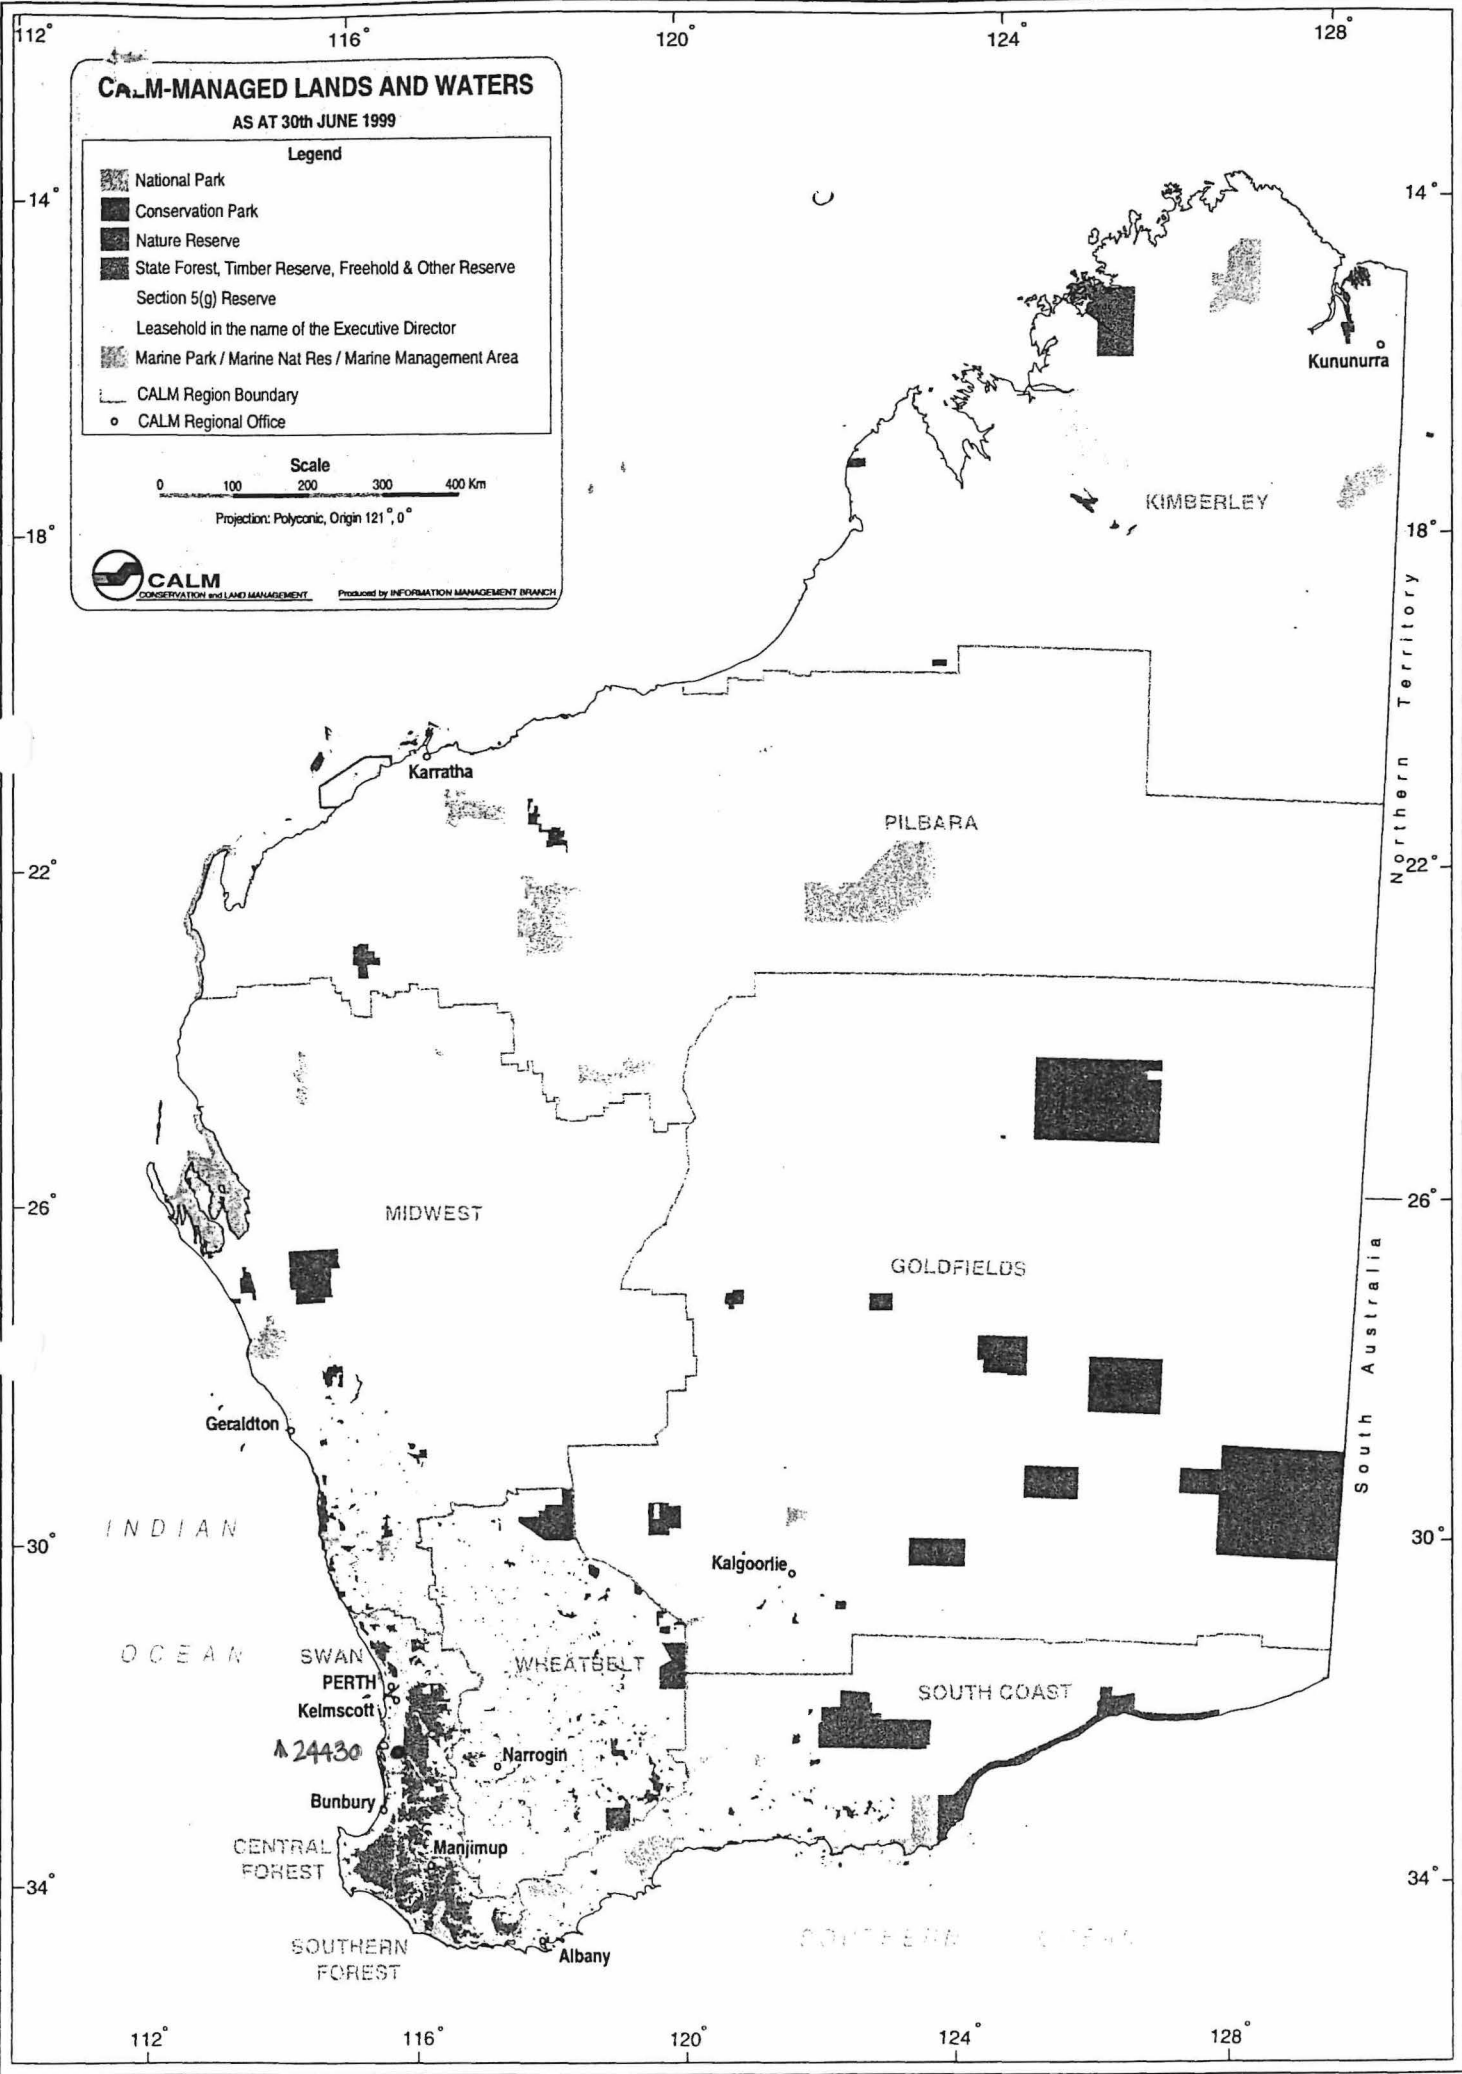 112° 116° 120° 124° 128°
CALM-MANAGED LANDS AND WATERS
AS AT 30th JUNE 1999
Legend
National Park
Conservation Park
Nature Reserve
State Forest, Timber Reserve, Freehold & Other Reserve
Section 5(g) Reserve
Leasehold in the name of the Executive Director
Marine Park / Marine Nat Res / Marine Management Area
CALM Region Boundary
CALM Regional Office
Scale
0 100 200 300 400 Km
Projection: Polyconic, Origin 121°, 0°
CALM
CONSERVATION and LAND MANAGEMENT
Produced by INFORMATION MANAGEMENT BRANCH
14° 14°
Kununurra
KIMBERLEY
18° 18°
Northern Territory
Karratha
PILBARA
22° 22°
26° 26°
MIDWEST
GOLDFIELDS
South Australia
Geraldton
INDIAN
30° 30°
Kalgoorlie
OCEAN
SWAN
WHEATBELT
PERTH
SOUTH COAST
Kelmscott
A 24430
Narrogin
Bunbury
CENTRAL
FOREST
Manjimup
34° 34°
SOUTHERN OCEAN
SOUTHERN
FOREST
Albany
112° 116° 120° 124° 128°